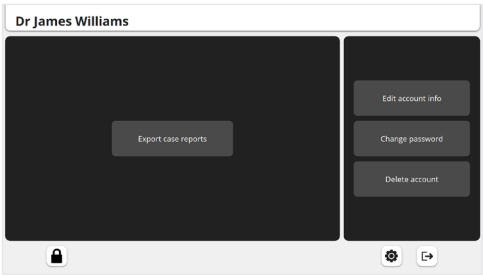 Dr James Williams
Export case reports
Edit account info
Change password
Delete account